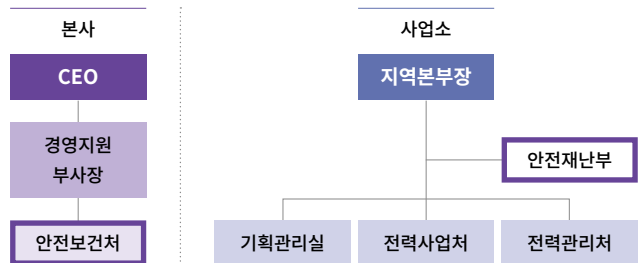 본사
CEO
경영지원
부사장
안전보건처
사업소
지역본부장
안전재난부
기획관리실
전력사업처
전력관리처